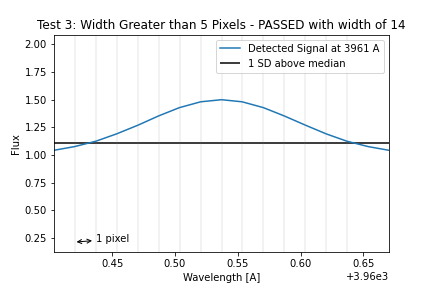 Test 3: Width Greater than 5 Pixels - PASSED with width of 14
Detected Signal at 3961 A
1 SD above median
2.00
1.75
1.50
1.25
1.00
0.75
0.50
0.25
Flux
1 pixel
0.45 0.50 0.55 0.60 0.65
Wavelength [A]
+3.96e3